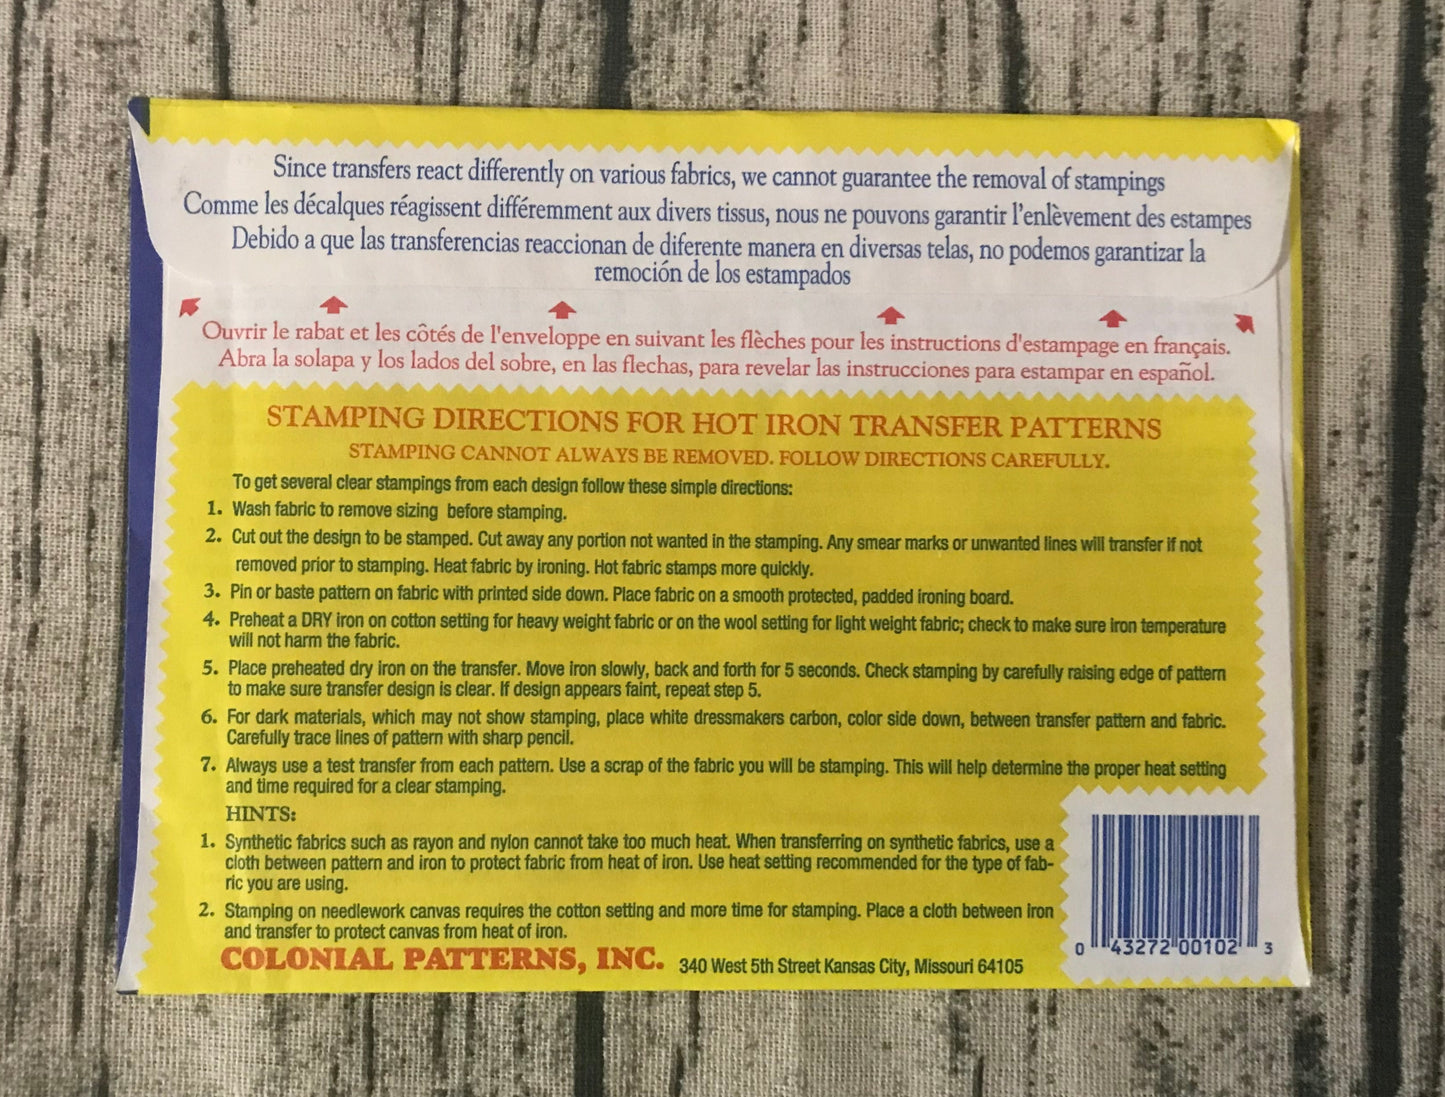 Since transfers react differently on various fabrics, we cannot guarantee the removal of stampings
Comme les décalques réagissent différemment aux divers tissus, nous ne pouvons garantir l'enlèvement des estampes
Debido a que las transferencias reaccionan de diferente manera en diversas telas, no podemos garantizar la
remoción de los estampados
Ouvrir le rabat et les côtés de l'enveloppe en suivant les flèches pour les instructions d'estampage en français.
Abra la solapa y los lados del sobre, en las flechas, para revelar las instrucciones para estampar en español.
STAMPING DIRECTIONS FOR HOT IRON TRANSFER PATTERNS
STAMPING CANNOT ALWAYS BE REMOVED. FOLLOW DIRECTIONS CAREFULLY.
To get several clear stampings from each design follow these simple directions:
1. Wash fabric to remove sizing before stamping.
2. Cut out the design to be stamped. Cut away any portion not wanted in the stamping. Any smear marks or unwanted lines will transfer if not
removed prior to stamping. Heat fabric by ironing. Hot fabric stamps more quickly.
3. Pin or baste pattern on fabric with printed side down. Place fabric on a smooth protected, padded ironing board.
4. Preheat a DRY iron on cotton setting for heavy weight fabric or on the wool setting for light weight fabric; check to make sure iron temperature
will not harm the fabric.
5. Place preheated dry iron on the transfer. Move iron slowly, back and forth for 5 seconds. Check stamping by carefully raising edge of pattern
to make sure transfer design is clear. If design appears faint, repeat step 5.
6. For dark materials, which may not show stamping, place white dressmakers carbon, color side down, between transfer pattern and fabric.
Carefully trace lines of pattern with sharp pencil.
7. Always use a test transfer from each pattern. Use a scrap of the fabric you will be stamping. This will help determine the proper heat setting
and time required for a clear stamping.
HINTS:
1. Synthetic fabrics such as rayon and nylon cannot take too much heat. When transferring on synthetic fabrics, use a
cloth between pattern and iron to protect fabric from heat of iron. Use heat setting recommended for the type of fab-
ric you are using.
2. Stamping on needlework canvas requires the cotton setting and more time for stamping. Place a cloth between iron
and transfer to protect canvas from heat of iron.
COLONIAL PATTERNS, INC. 340 West 5th Street Kansas City, Missouri 64105
0 43272 00102 3